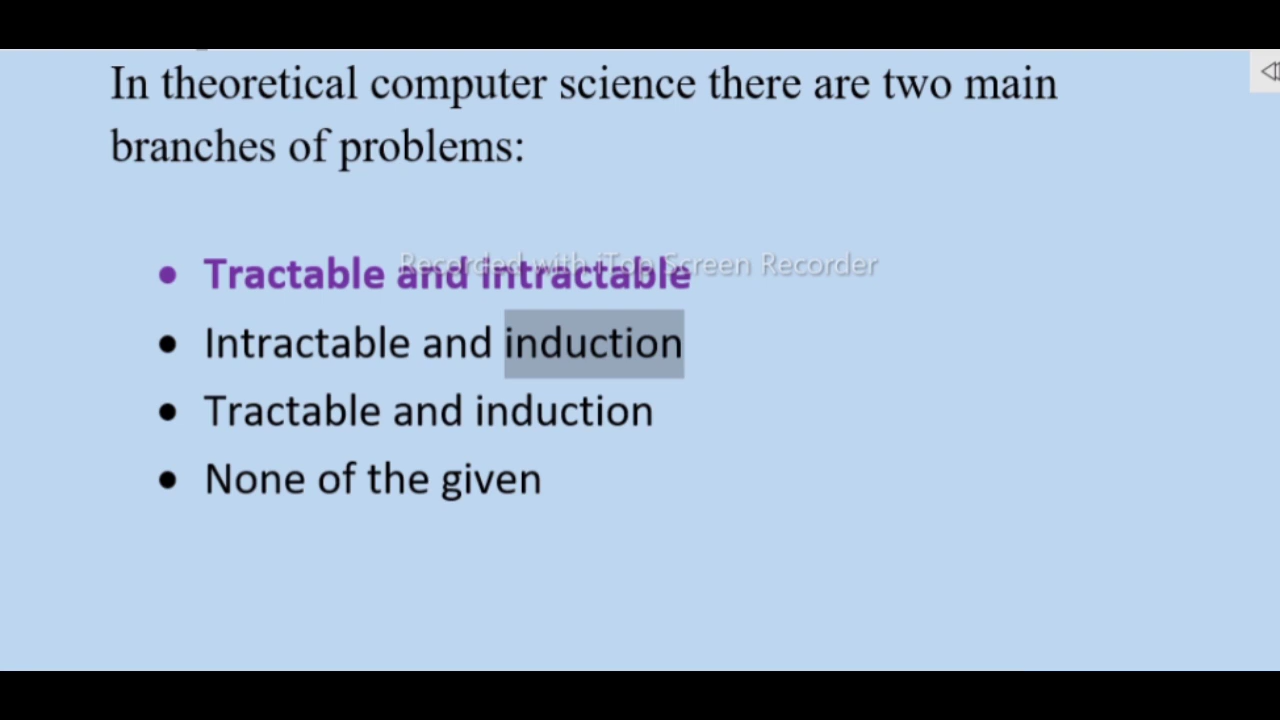 In theoretical computer science there are two main
branches of problems:
Recorded with iTop Screen Recorder
• Tractable and intractable
• Intractable and induction
• Tractable and induction
• None of the given